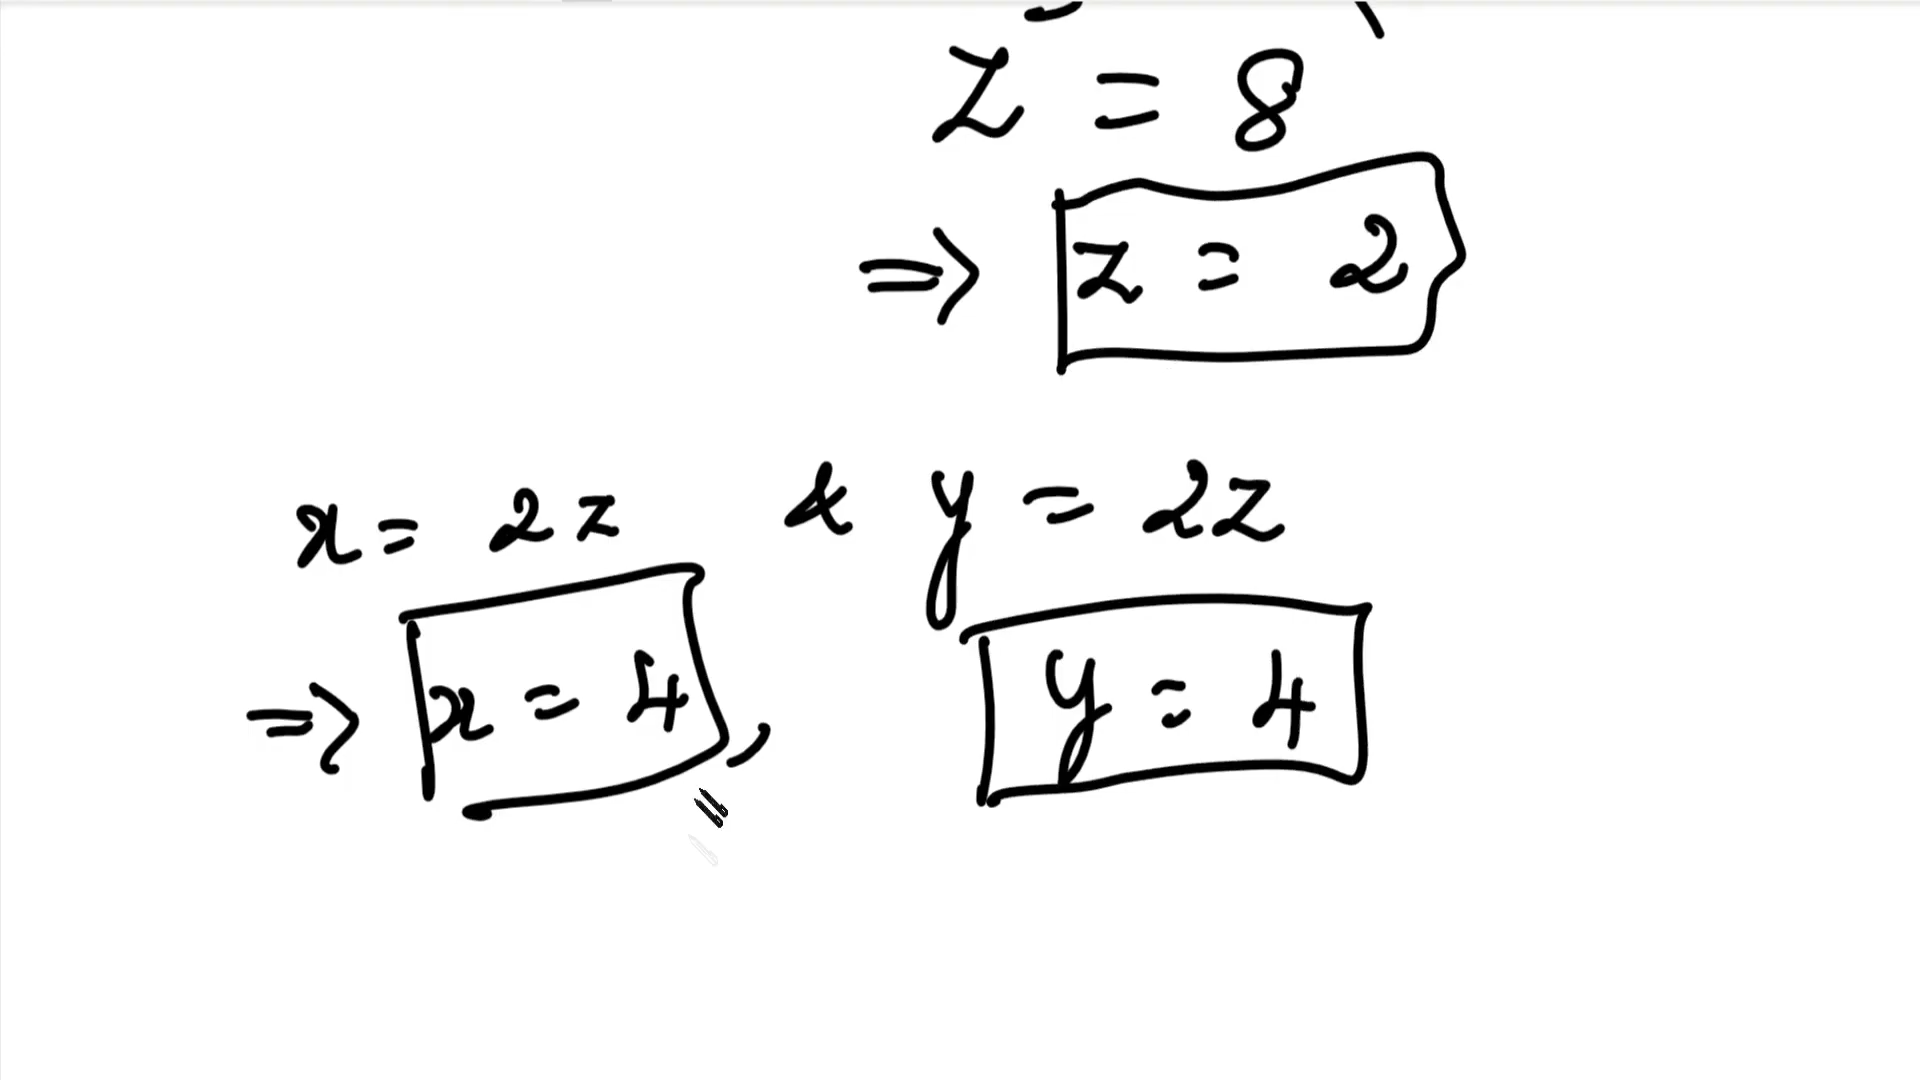 z = 8
⇒ z = 2
x = 2z & y = 2z
⇒ x = 4, y = 4